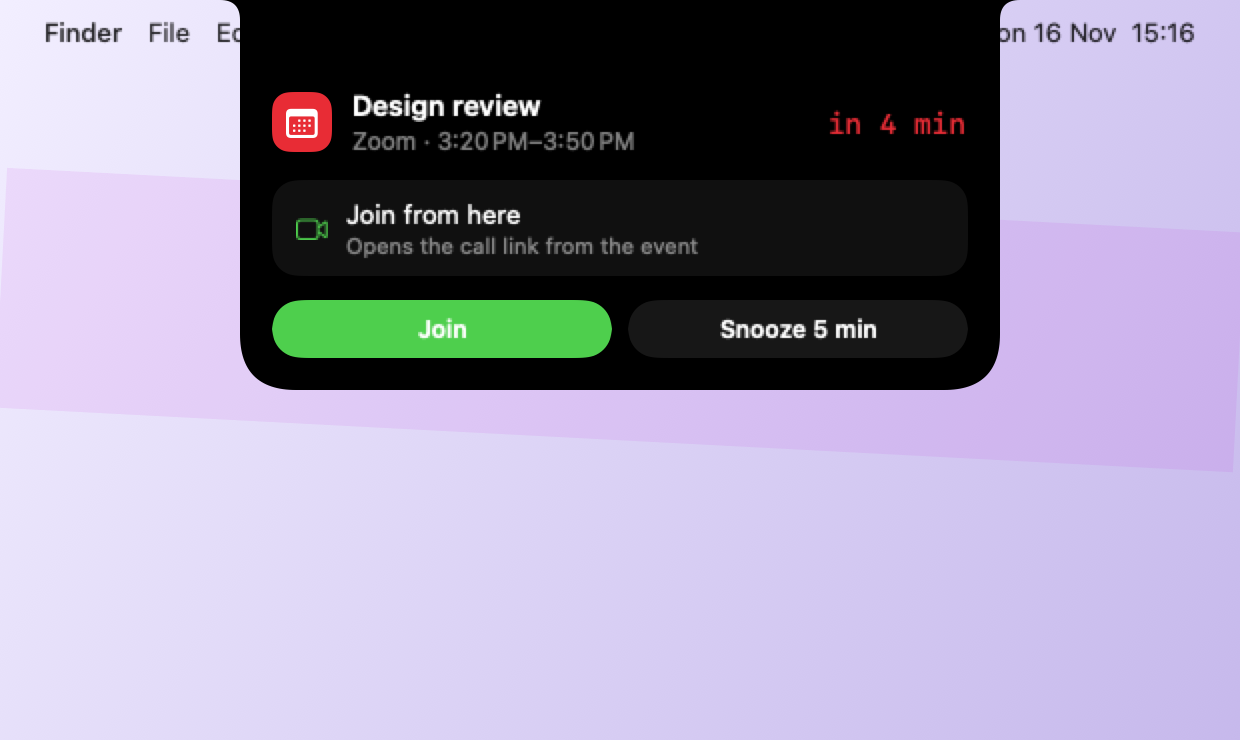 Finder File
on 16 Nov 15:16
Design review
Zoom · 3:20 PM–3:50 PM
in 4 min
Join from here
Opens the call link from the event
Join
Snooze 5 min